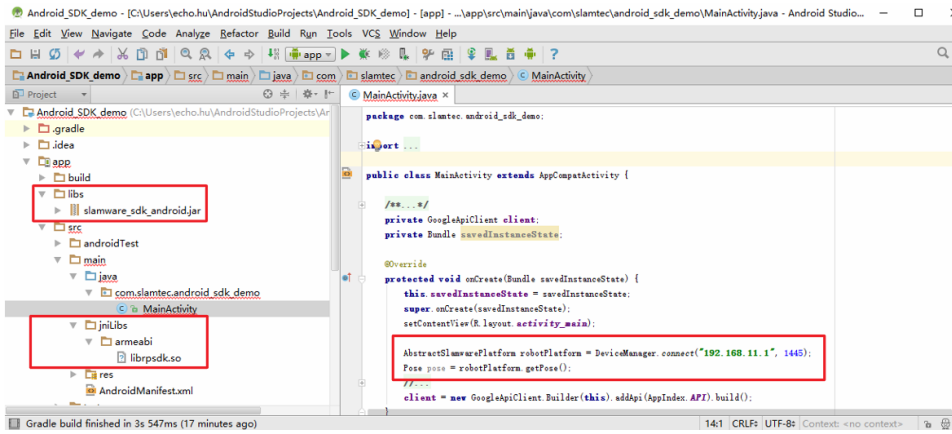 Android_SDK_demo - [C:\Users\echo.hu\AndroidStudioProjects\Android_SDK_demo] - [app] - ...\app\src\main\java\com\slamtec\android_sdk_demo\MainActivity.java - Android Studio...
File Edit View Navigate Code Analyze Refactor Build Run Tools VCS Window Help
app
Android_SDK_demo app src main java com slamtec android_sdk_demo MainActivity
Project
MainActivity.java ×
Android_SDK_demo (C:\Users\echo.hu\AndroidStudioProjects\Ar
.gradle
.idea
app
build
libs
slamware_sdk_android.jar
src
androidTest
main
java
com.slamtec.android_sdk_demo
MainActivity
jniLibs
armeabi
librpsdk.so
res
AndroidManifest.xml
package com.slamtec.android_sdk_demo;
import ...
public class MainActivity extends AppCompatActivity {
/**...*/
private GoogleApiClient client;
private Bundle savedInstanceState;
@Override
protected void onCreate(Bundle savedInstanceState) {
this.savedInstanceState = savedInstanceState;
super.onCreate(savedInstanceState);
setContentView(R.layout.activity_main);
AbstractSlamwarePlatform robotPlatform = DeviceManager.connect("192.168.11.1", 1445);
Pose pose = robotPlatform.getPose();
//...
client = new GoogleApiClient.Builder(this).addApi(AppIndex.API).build();
}
Gradle build finished in 3s 547ms (17 minutes ago)
14:1 CRLF÷ UTF-8÷ Context: <no context>